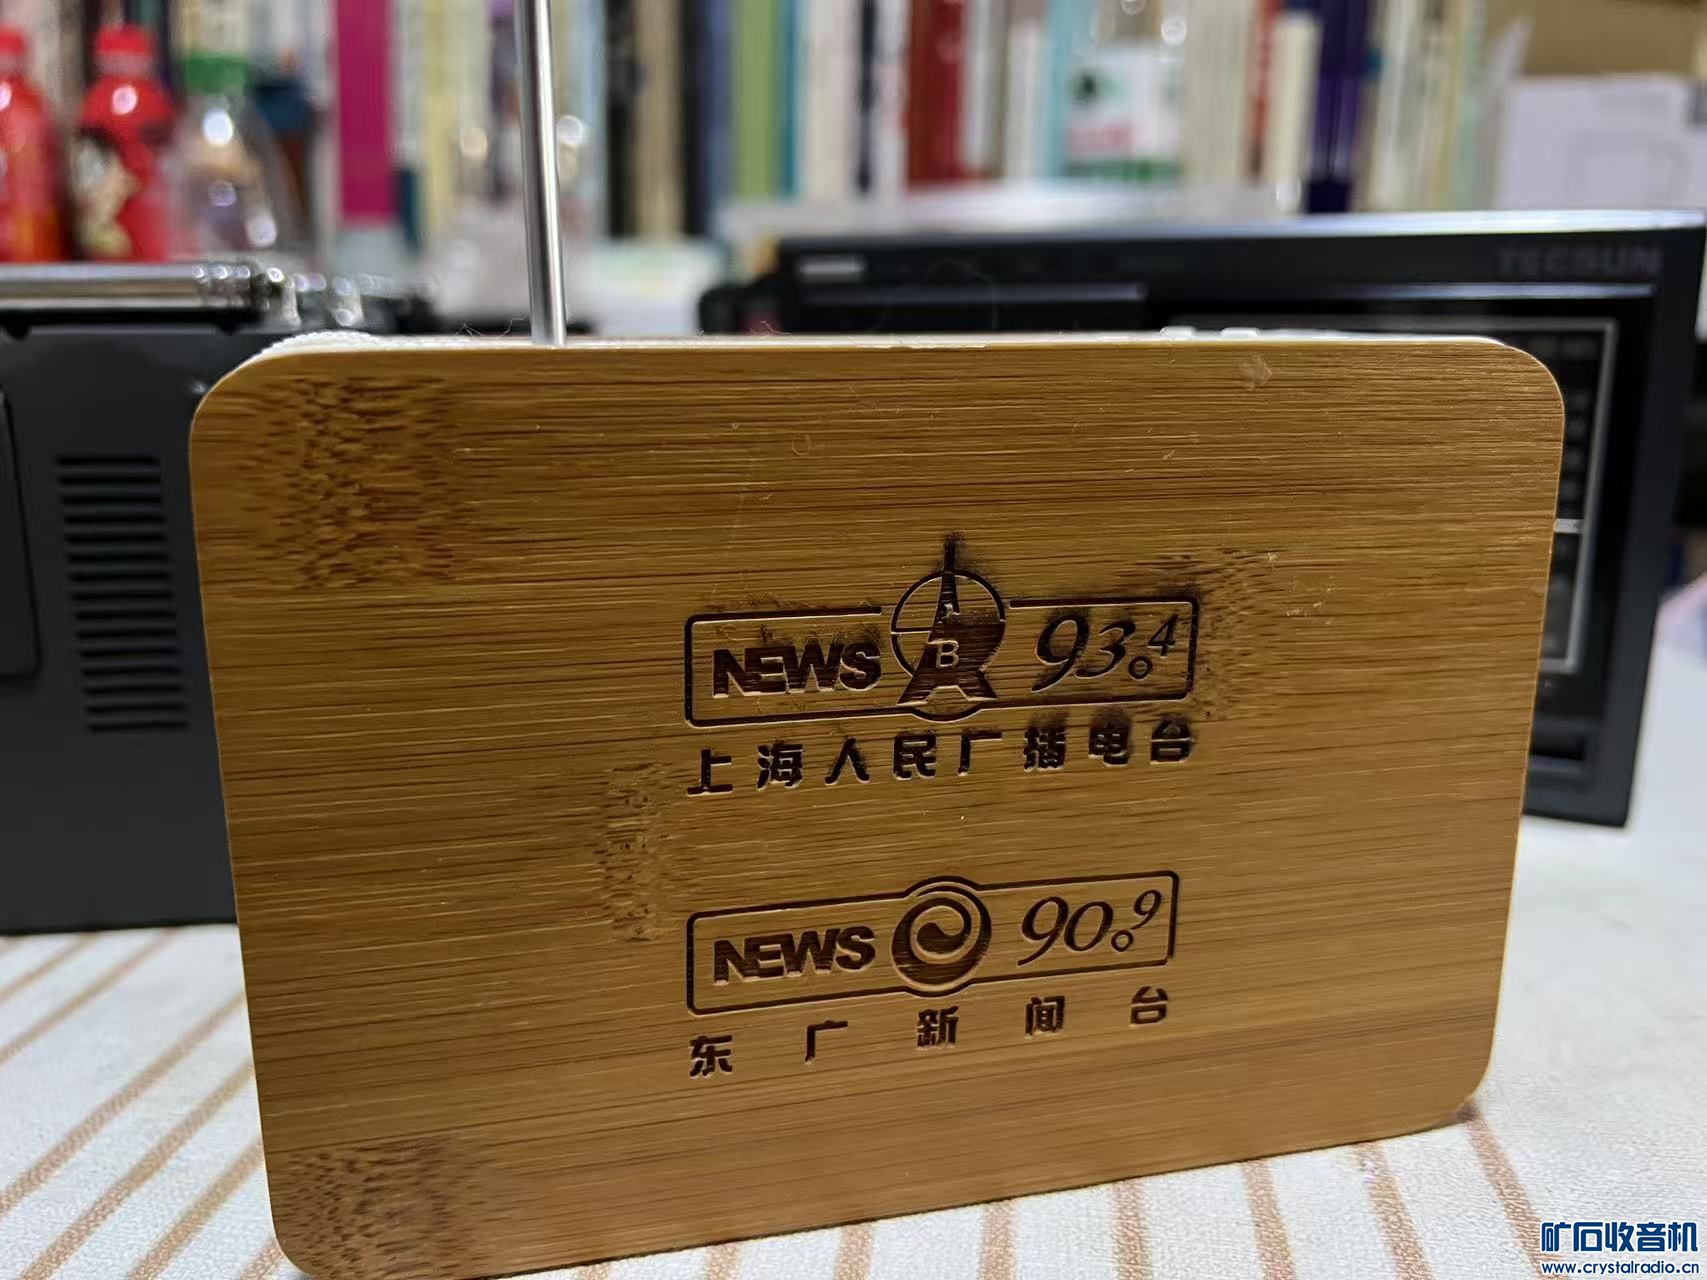 TECSUN
NEWS B 93.4
上海人民广播电台
NEWS 90.9
东广新闻台
矿石收音机
www.crystalradio.cn